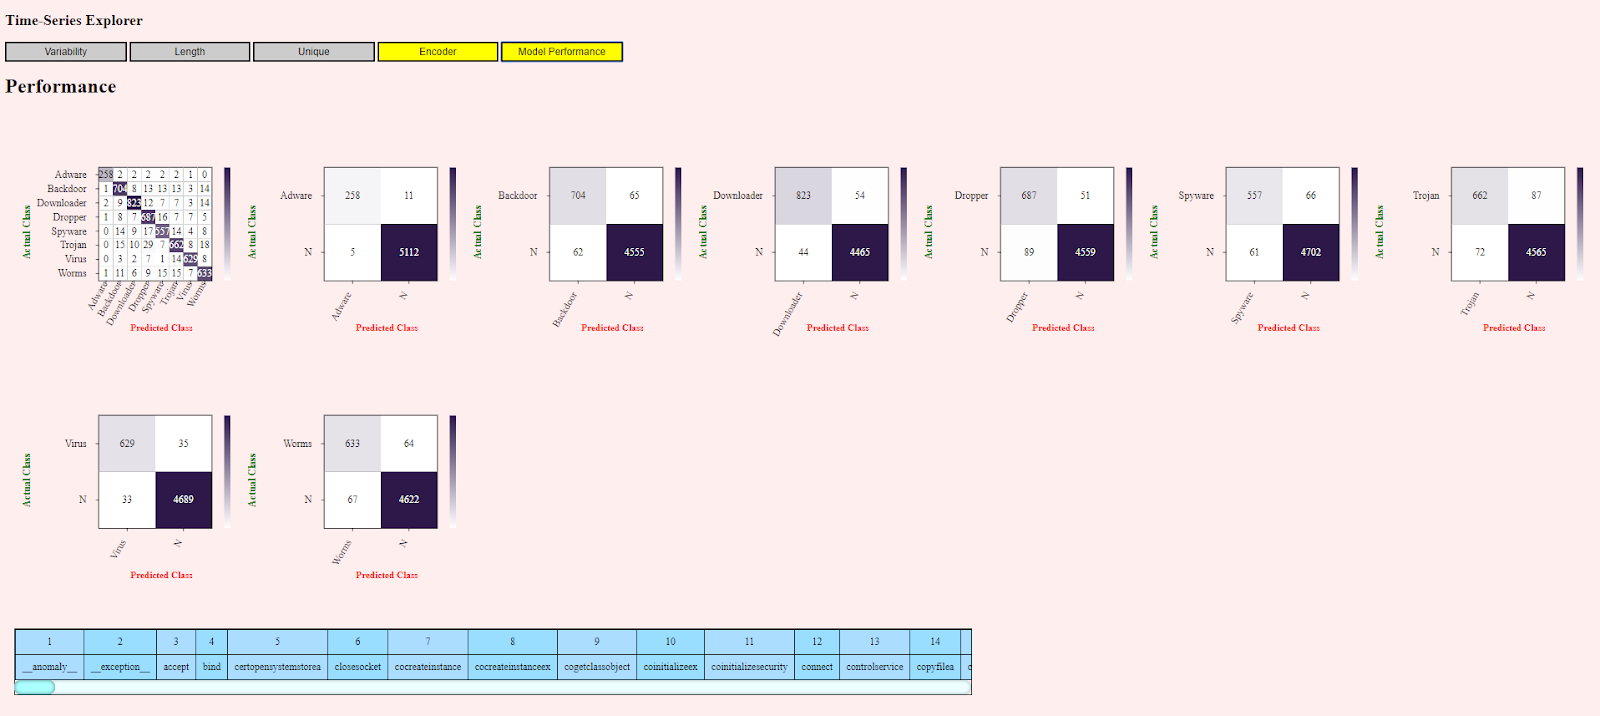 Time-Series Explorer
Variability Length Unique Encoder Model Performance
Performance
Actual Class
Adware 258 2 2 2 2 2 1 0
Backdoor 1 704 8 13 13 13 3 14
Downloader 2 9 823 12 7 7 3 14
Dropper 1 8 7 687 16 7 7 5
Spyware 0 14 9 17 557 14 4 8
Trojan 0 15 10 29 7 662 8 18
Virus 0 3 2 7 1 14 629 8
Worms 1 11 6 9 15 15 7 633
Adware Backdoor Downloader Dropper Spyware Trojan Virus Worms
Predicted Class
Actual Class
Adware 258 11
N 5 5112
Adware N
Predicted Class
Actual Class
Backdoor 704 65
N 62 4555
Backdoor N
Predicted Class
Actual Class
Downloader 823 54
N 44 4465
Downloader N
Predicted Class
Actual Class
Dropper 687 51
N 89 4559
Dropper N
Predicted Class
Actual Class
Spyware 557 66
N 61 4702
Spyware N
Predicted Class
Actual Class
Trojan 662 87
N 72 4565
Trojan N
Predicted Class
Actual Class
Virus 629 35
N 33 4689
Virus N
Predicted Class
Actual Class
Worms 633 64
N 67 4622
Worms N
Predicted Class
1 2 3 4 5 6 7 8 9 10 11 12 13 14
__anomaly__ __exception__ accept bind certopensystemstorea closesocket cocreateinstance cocreateinstanceex cogetclassobject coinitializeex coinitializesecurity connect controlservice copyfilea